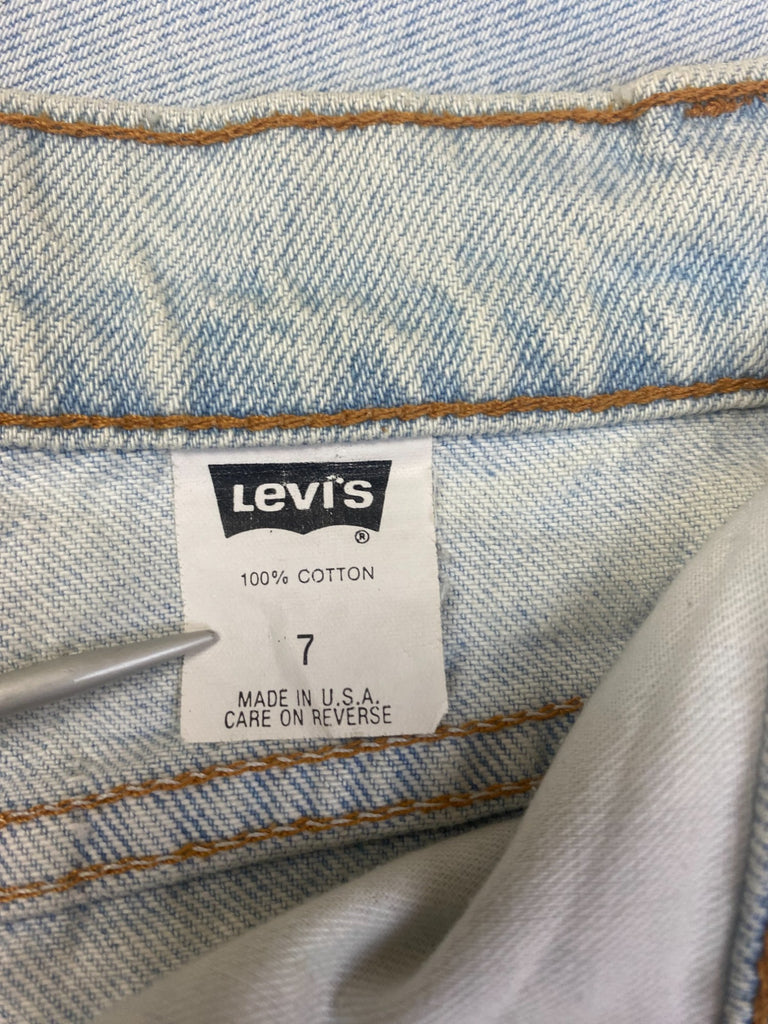 Levi's
®
100% COTTON
7
MADE IN U.S.A.
CARE ON REVERSE